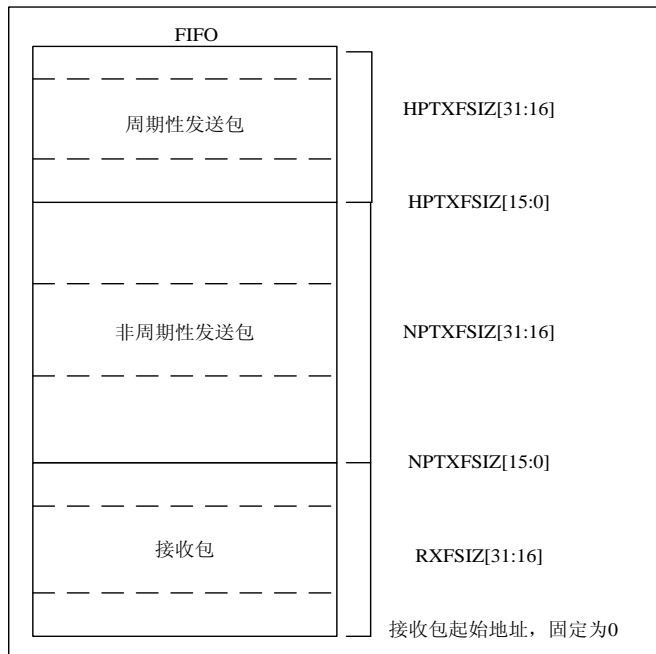 FIFO
周期性发送包
HPTXFSIZ[31:16]
HPTXFSIZ[15:0]
非周期性发送包
NPTXFSIZ[31:16]
NPTXFSIZ[15:0]
接收包
RXFSIZ[31:16]
接收包起始地址，固定为0